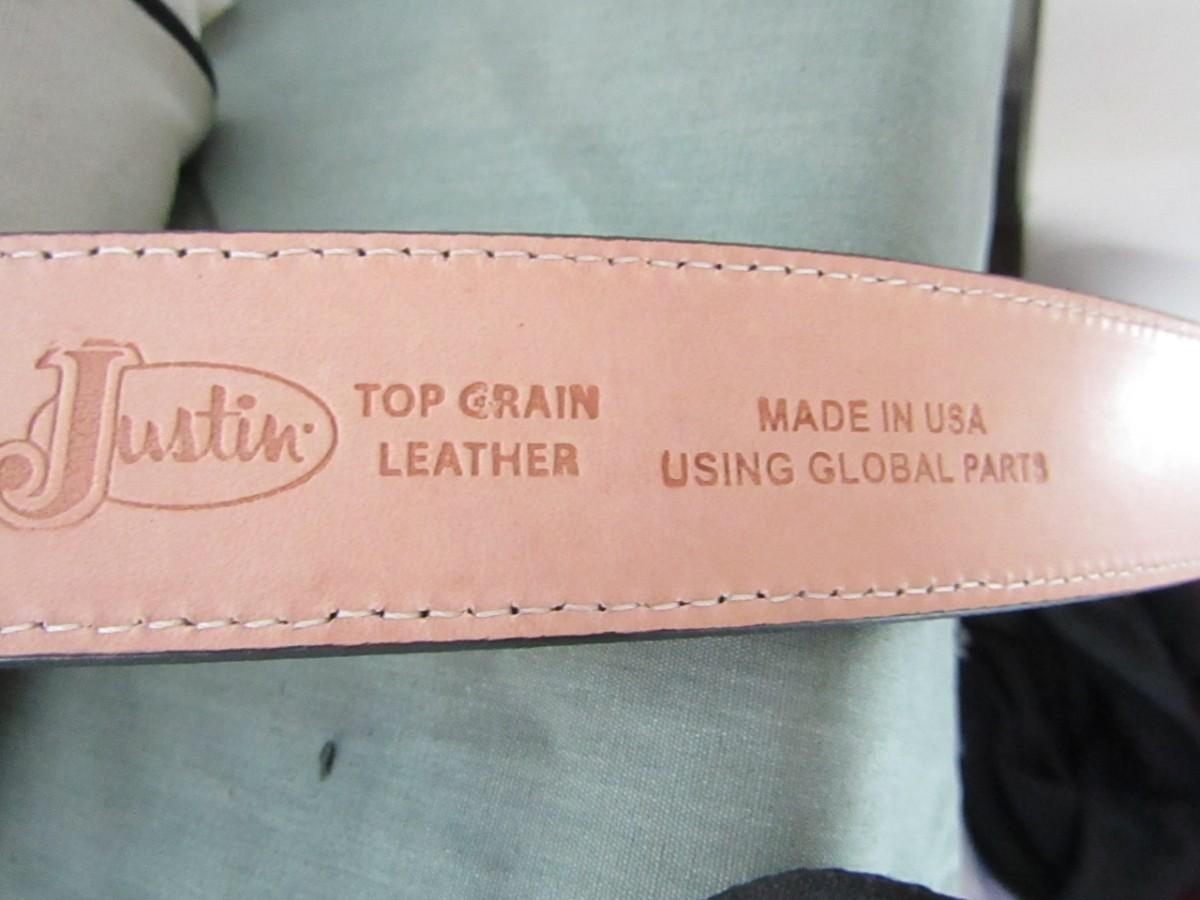 Justin
TOP GRAIN
LEATHER
MADE IN USA
USING GLOBAL PARTS